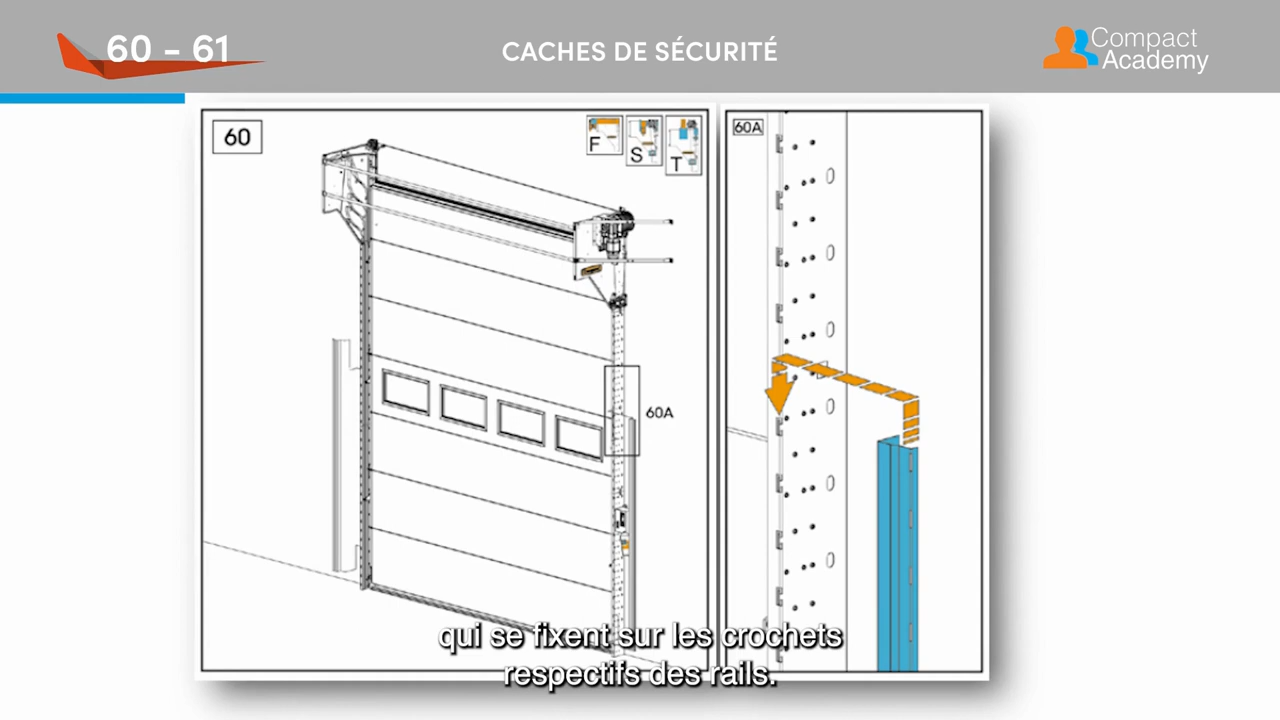 60 - 61
CACHES DE SÉCURITÉ
Compact
Academy
60
F
S
T
60A
60A
qui se fixent sur les crochets
respectifs des rails.